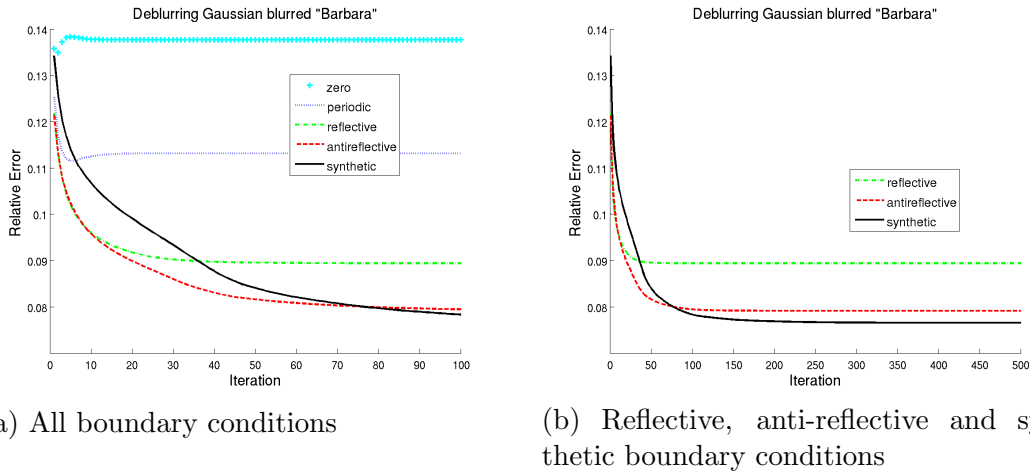 Deblurring Gaussian blurred "Barbara"
Relative Error
0.14
0.13
0.12
0.11
0.1
0.09
0.08
0 10 20 30 40 50 60 70 80 90 100
Iteration
zero
periodic
reflective
antireflective
synthetic
a) All boundary conditions
Deblurring Gaussian blurred "Barbara"
Relative Error
0.14
0.13
0.12
0.11
0.1
0.09
0.08
0 50 100 150 200 250 300 350 400 450 500
Iteration
reflective
antireflective
synthetic
(b) Reflective, anti-reflective and sy
thetic boundary conditions